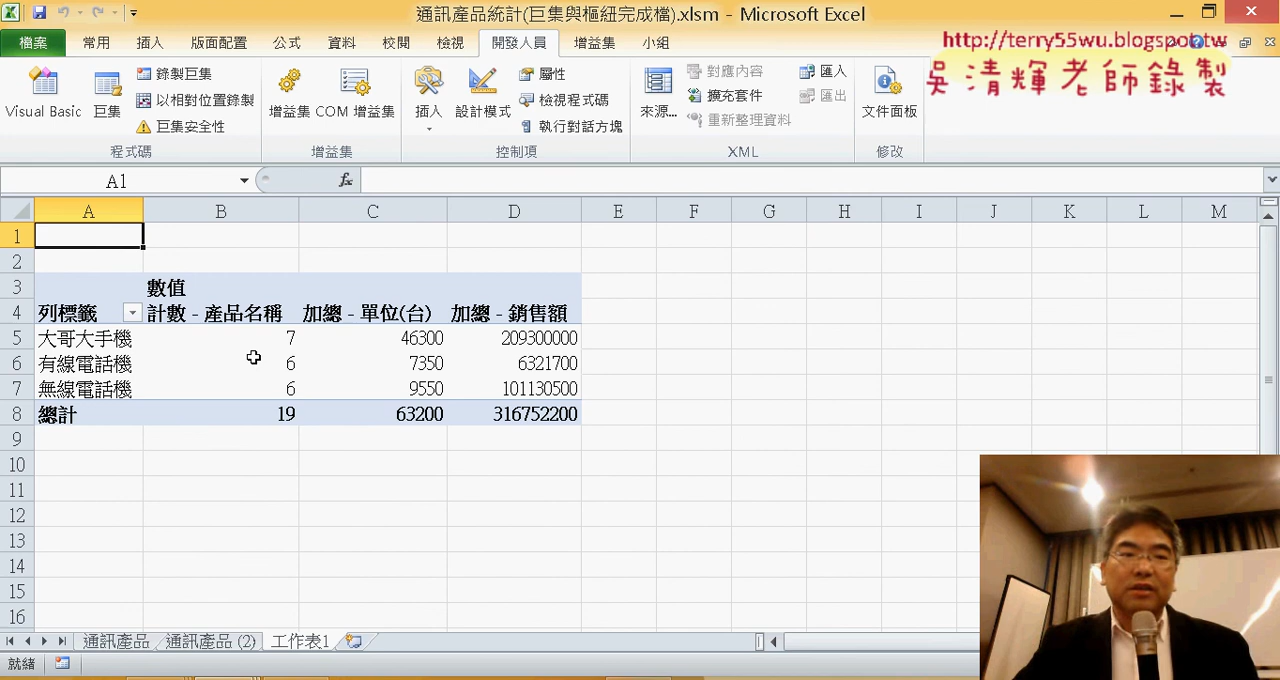 通訊產品統計(巨集與樞紐完成檔).xlsm - Microsoft Excel
檔案 常用 插入 版面配置 公式 資料 校閱 檢視 開發人員 增益集 小組
http://terry55wu.blogspot.tw
吳清輝老師錄製
Visual Basic 巨集 錄製巨集 以相對位置錄製 巨集安全性
增益集 COM 增益集
插入 設計模式 屬性 檢視程式碼 執行對話方塊
來源... 對應內容 擴充套件 重新整理資料 匯入 匯出
文件面板
程式碼 增益集 控制項 XML 修改
A1 fx
A B C D E F G H I J K L M
1
2
3 數值
4 列標籤 計數 - 產品名稱 加總 - 單位(台) 加總 - 銷售額
5 大哥大手機 7 46300 209300000
6 有線電話機 6 7350 6321700
7 無線電話機 6 9550 101130500
8 總計 19 63200 316752200
9
10
11
12
13
14
15
16
通訊產品 通訊產品 (2) 工作表1
就緒